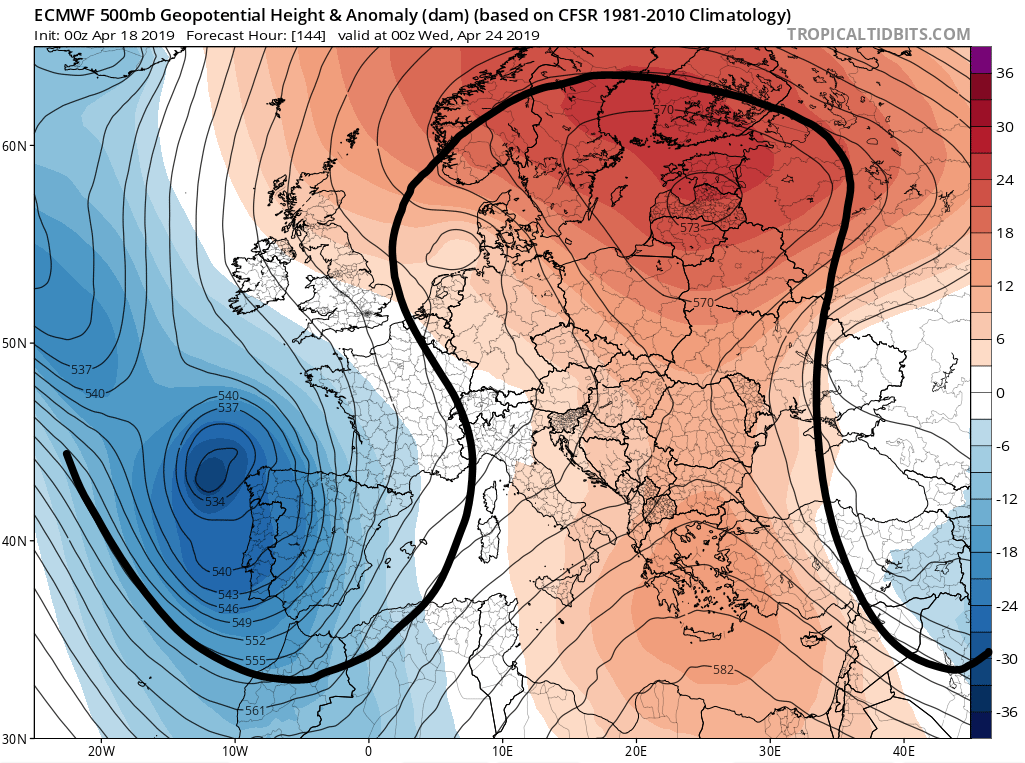 ECMWF 500mb Geopotential Height & Anomaly (dam) (based on CFSR 1981-2010 Climatology)
Init: 00z Apr 18 2019 Forecast Hour: [144] valid at 00z Wed, Apr 24 2019
TROPICALTIDBITS.COM
36
570
30
60N
24
573
18
12
570
50N
6
537
540
540
537
0
-6
534
-12
40N
-18
540
543
546
-24
549
552
555
-30
582
561
-36
30N
20W
10W
0
10E
20E
30E
40E